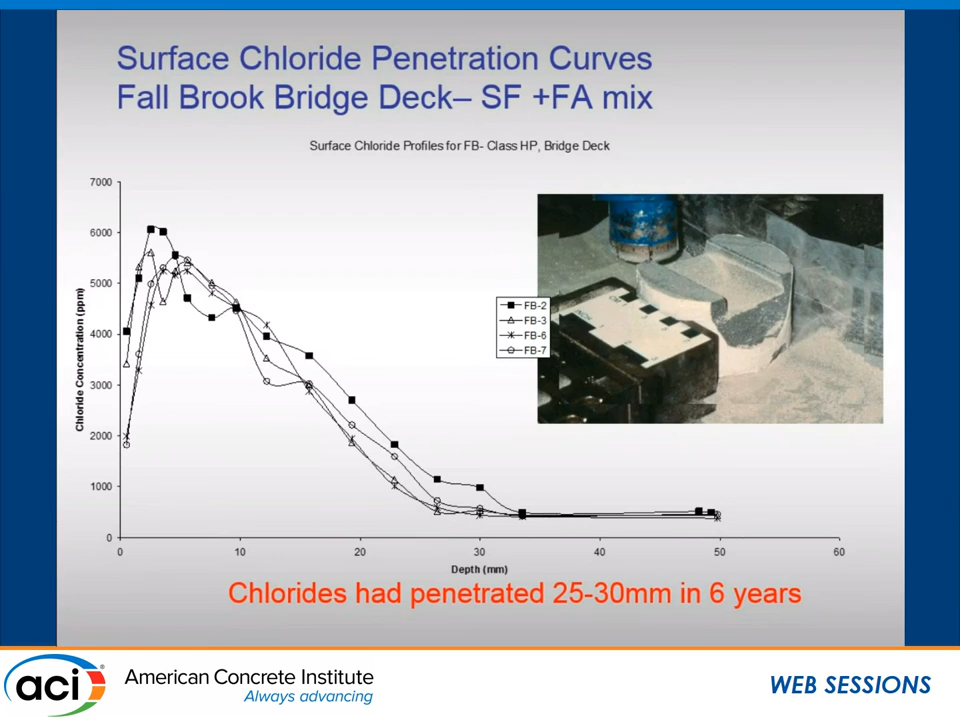 Surface Chloride Penetration Curves
Fall Brook Bridge Deck– SF +FA mix
Surface Chloride Profiles for FB- Class HP, Bridge Deck
7000
6000
5000
4000
3000
2000
1000
0
Chloride Concentration (ppm)
0 10 20 30 40 50 60
Depth (mm)
FB-2
FB-3
FB-6
FB-7
Chlorides had penetrated 25-30mm in 6 years
aci ®
American Concrete Institute
Always advancing
WEB SESSIONS